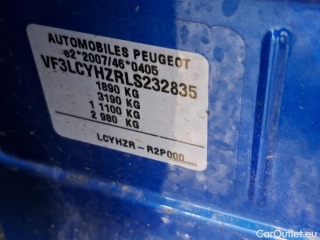 AUTOMOBILES PEUGEOT
e2*2007/46*0405
VF3LCYHZRLS232835
1890 KG
3190 KG
1 1100 KG
2 980 KG
LCYHZR-R2P000
CarOutlet.eu